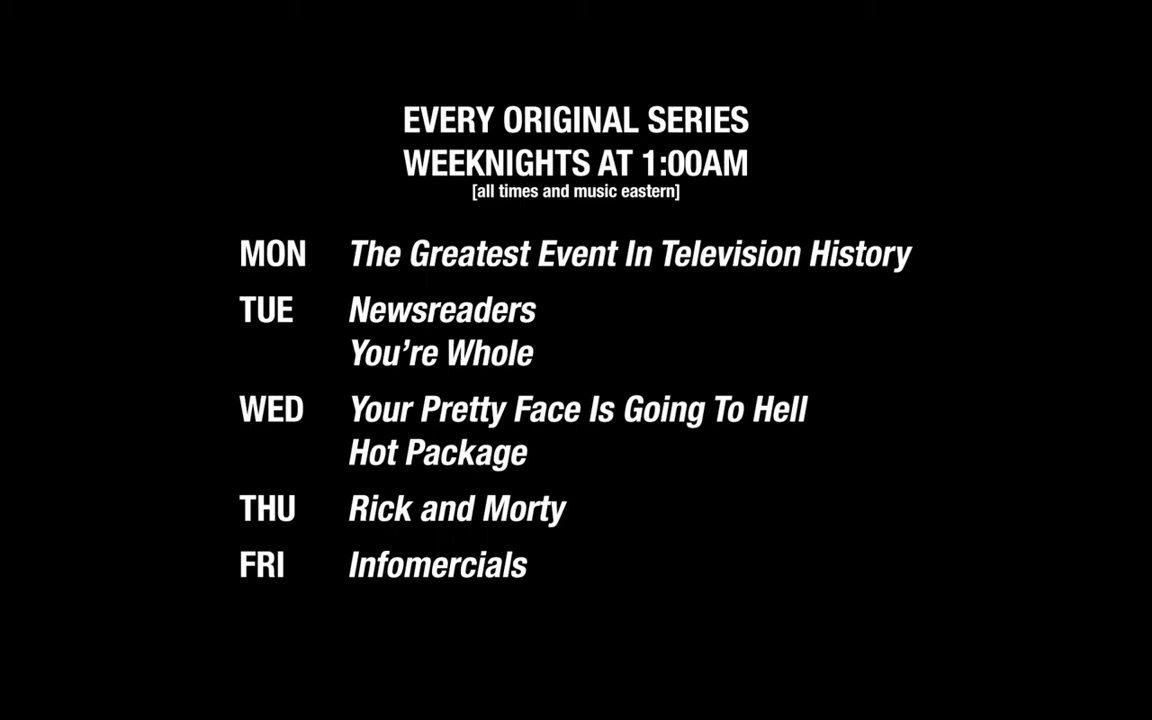 EVERY ORIGINAL SERIES
WEEKNIGHTS AT 1:00AM
[all times and music eastern]
MON The Greatest Event In Television History
TUE Newsreaders
You're Whole
WED Your Pretty Face Is Going To Hell
Hot Package
THU Rick and Morty
FRI Infomercials